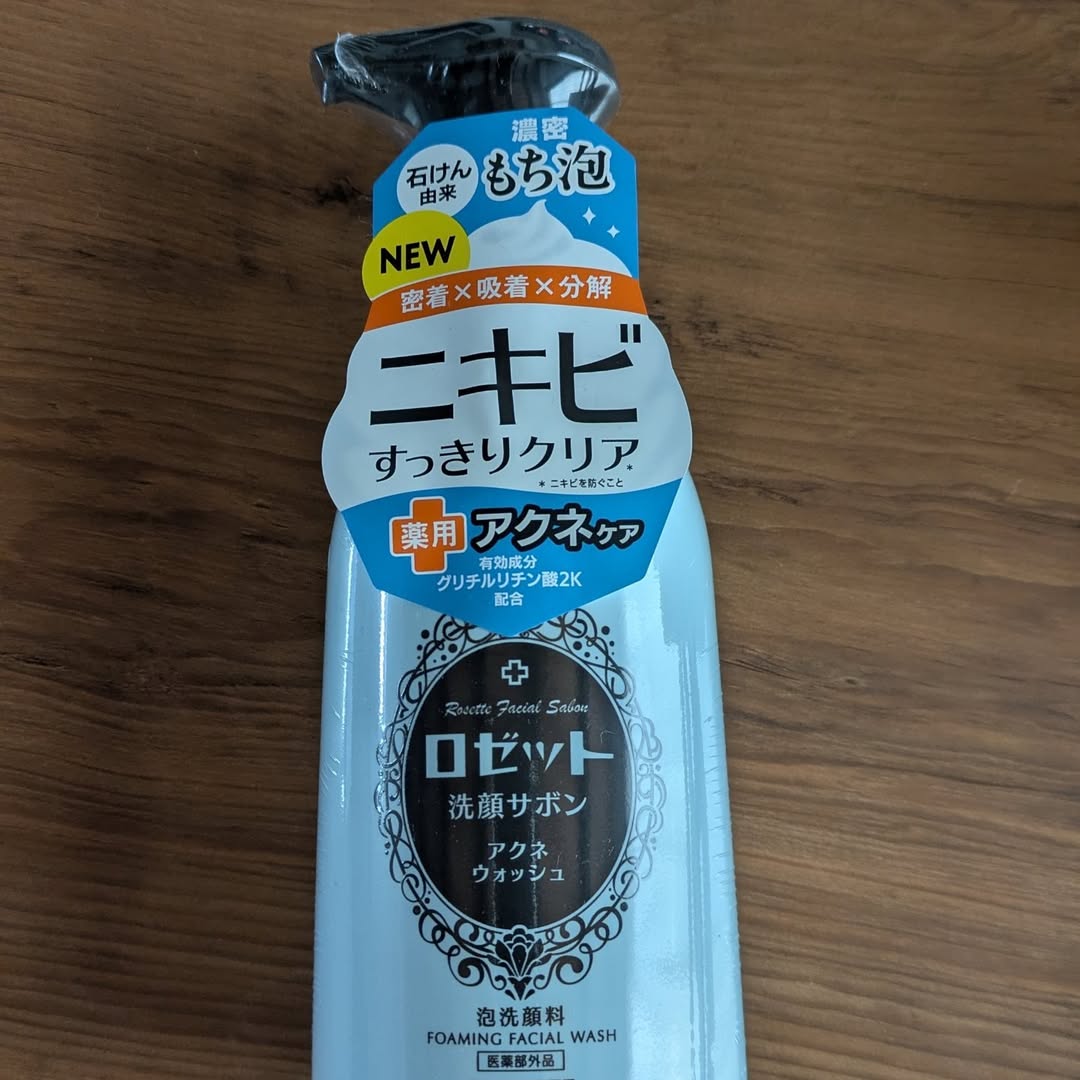 濃密
石けん
由来
もち泡
NEW
密着×吸着×分解
ニキビ
すっきりクリア*
* ニキビを防ぐこと
薬用
アクネケア
有効成分
グリチルリチン酸2K
配合
Rosette Facial Sabon
ロゼット
洗顔サボン
アクネ
ウォッシュ
泡洗顔料
FOAMING FACIAL WASH
医薬部外品